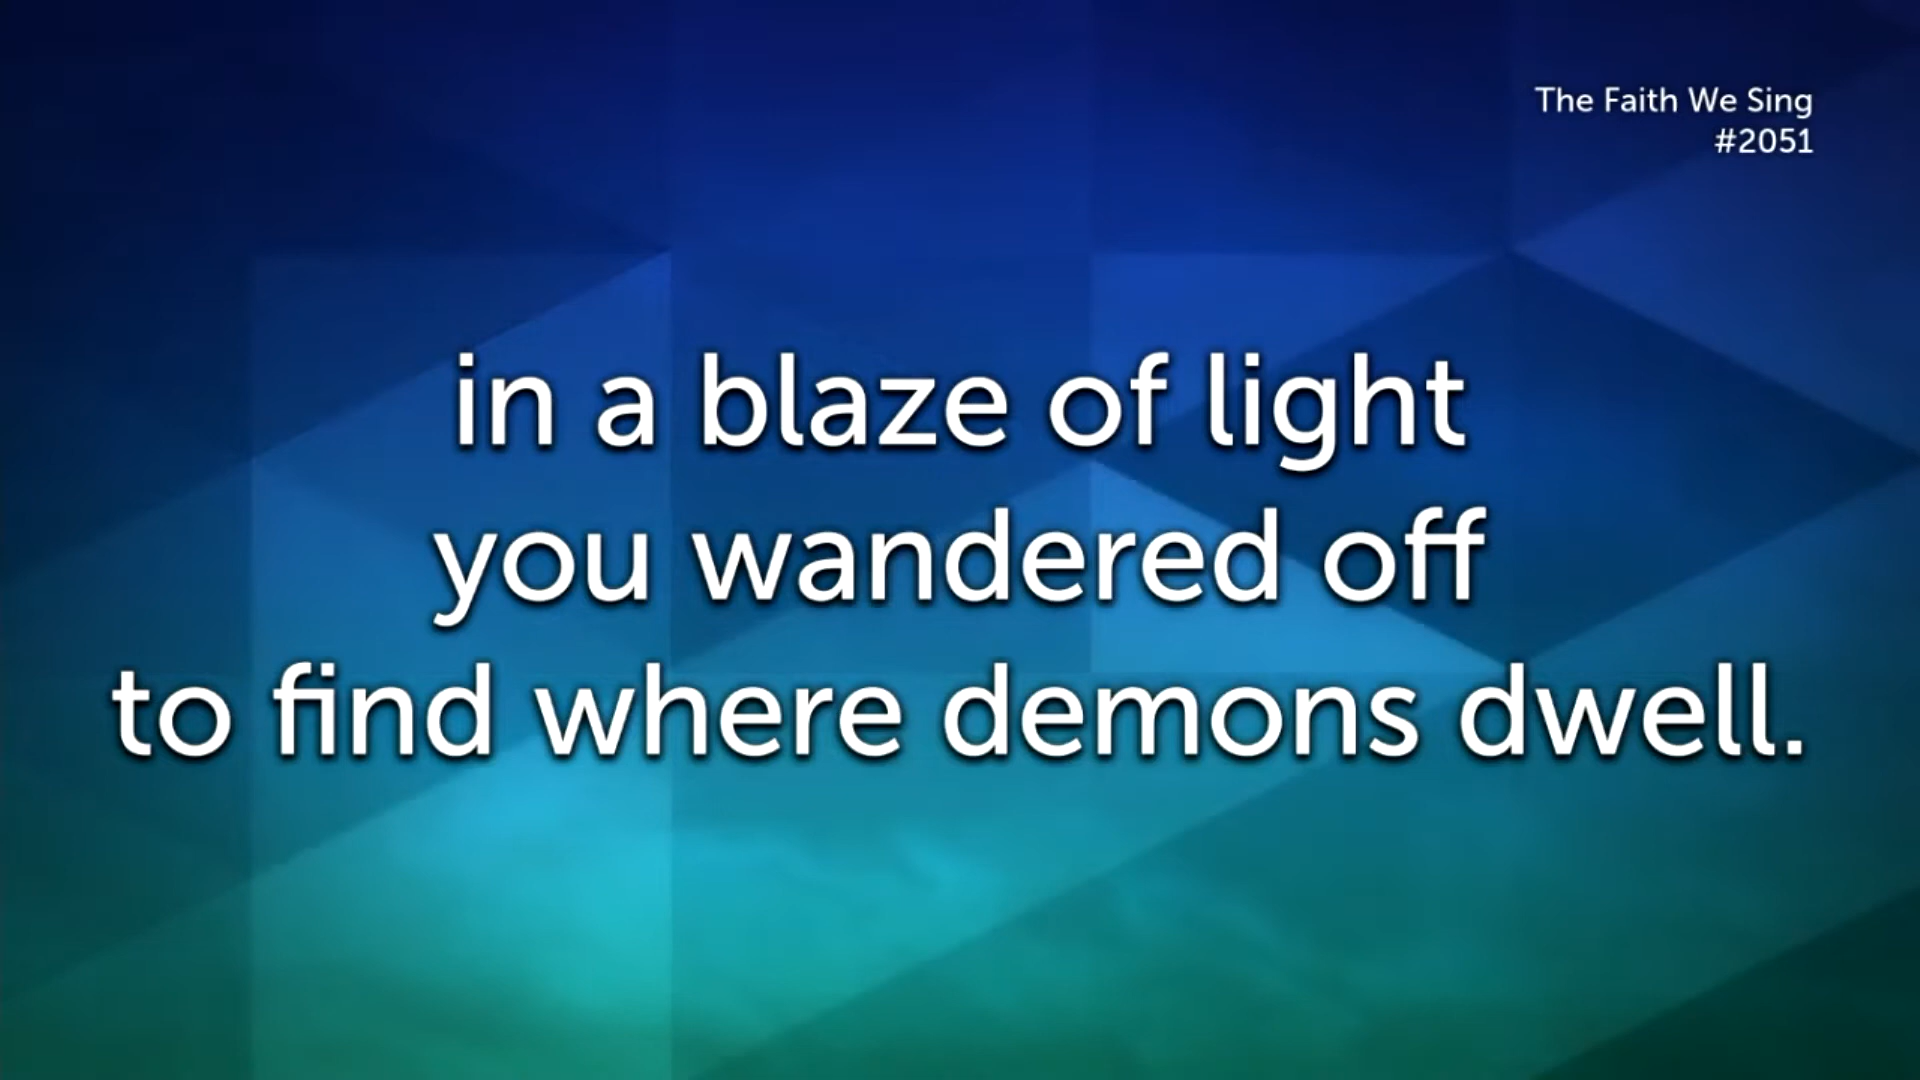 The Faith We Sing
#2051
in a blaze of light
you wandered off
to find where demons dwell.